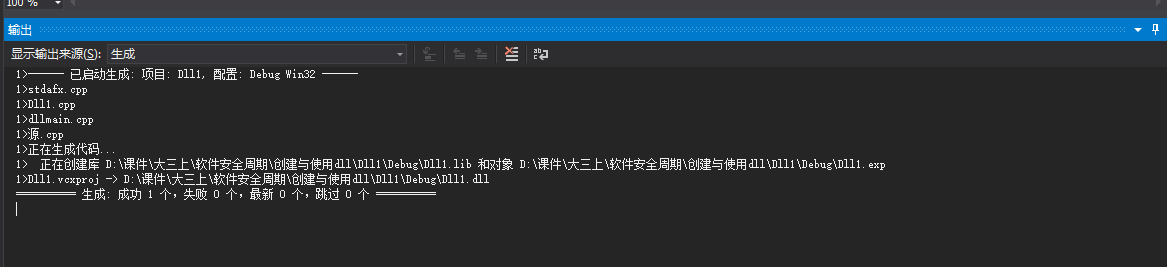 100 %
输出
显示输出来源(S): 生成
1>------ 已启动生成: 项目: Dll1, 配置: Debug Win32 ------
1>stdafx.cpp
1>Dll1.cpp
1>dllmain.cpp
1>源.cpp
1>正在生成代码...
1>  正在创建库 D:\课件\大三上\软件安全周期\创建与使用dll\Dll1\Debug\Dll1.lib 和对象 D:\课件\大三上\软件安全周期\创建与使用dll\Dll1\Debug\Dll1.exp
1>Dll1.vcxproj -> D:\课件\大三上\软件安全周期\创建与使用dll\Dll1\Debug\Dll1.dll
========== 生成: 成功 1 个，失败 0 个，最新 0 个，跳过 0 个 ==========